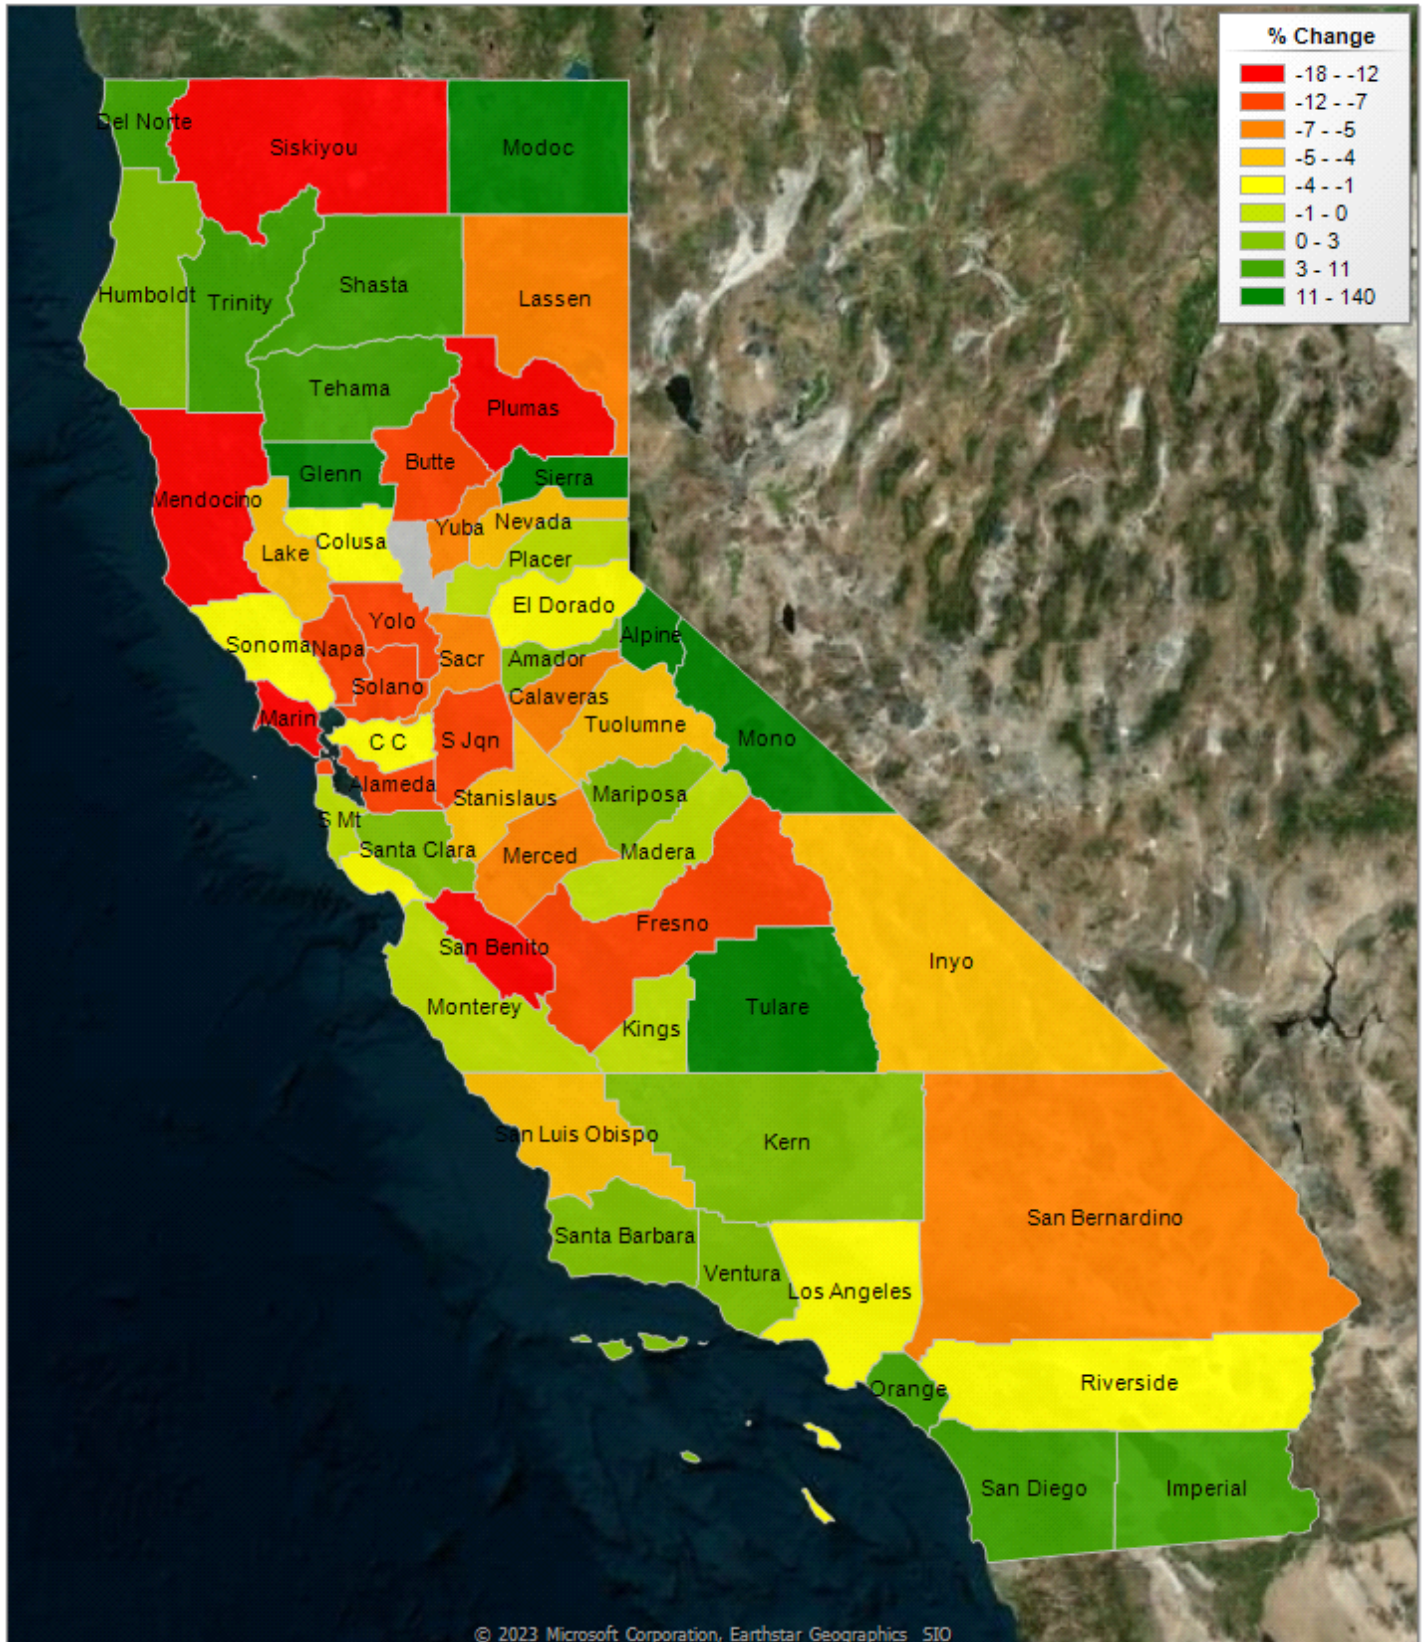 % Change
-18 - -12
-12 - -7
-7 - -5
-5 - -4
-4 - -1
-1 - 0
0 - 3
3 - 11
11 - 140
Del Norte
Siskiyou
Modoc
Humboldt
Trinity
Shasta
Lassen
Tehama
Plumas
Mendocino
Glenn
Butte
Sierra
Lake
Colusa
Yuba
Nevada
Placer
El Dorado
Sonoma
Napa
Yolo
Sacr
Amador
Alpine
Solano
Calaveras
Marin
C C
S Jqn
Tuolumne
Mono
Alameda
Stanislaus
Mariposa
S Mt
Santa Clara
Merced
Madera
San Benito
Fresno
Inyo
Monterey
Kings
Tulare
San Luis Obispo
Kern
San Bernardino
Santa Barbara
Ventura
Los Angeles
Orange
Riverside
San Diego
Imperial
© 2023 Microsoft Corporation, Earthstar Geographics SIO